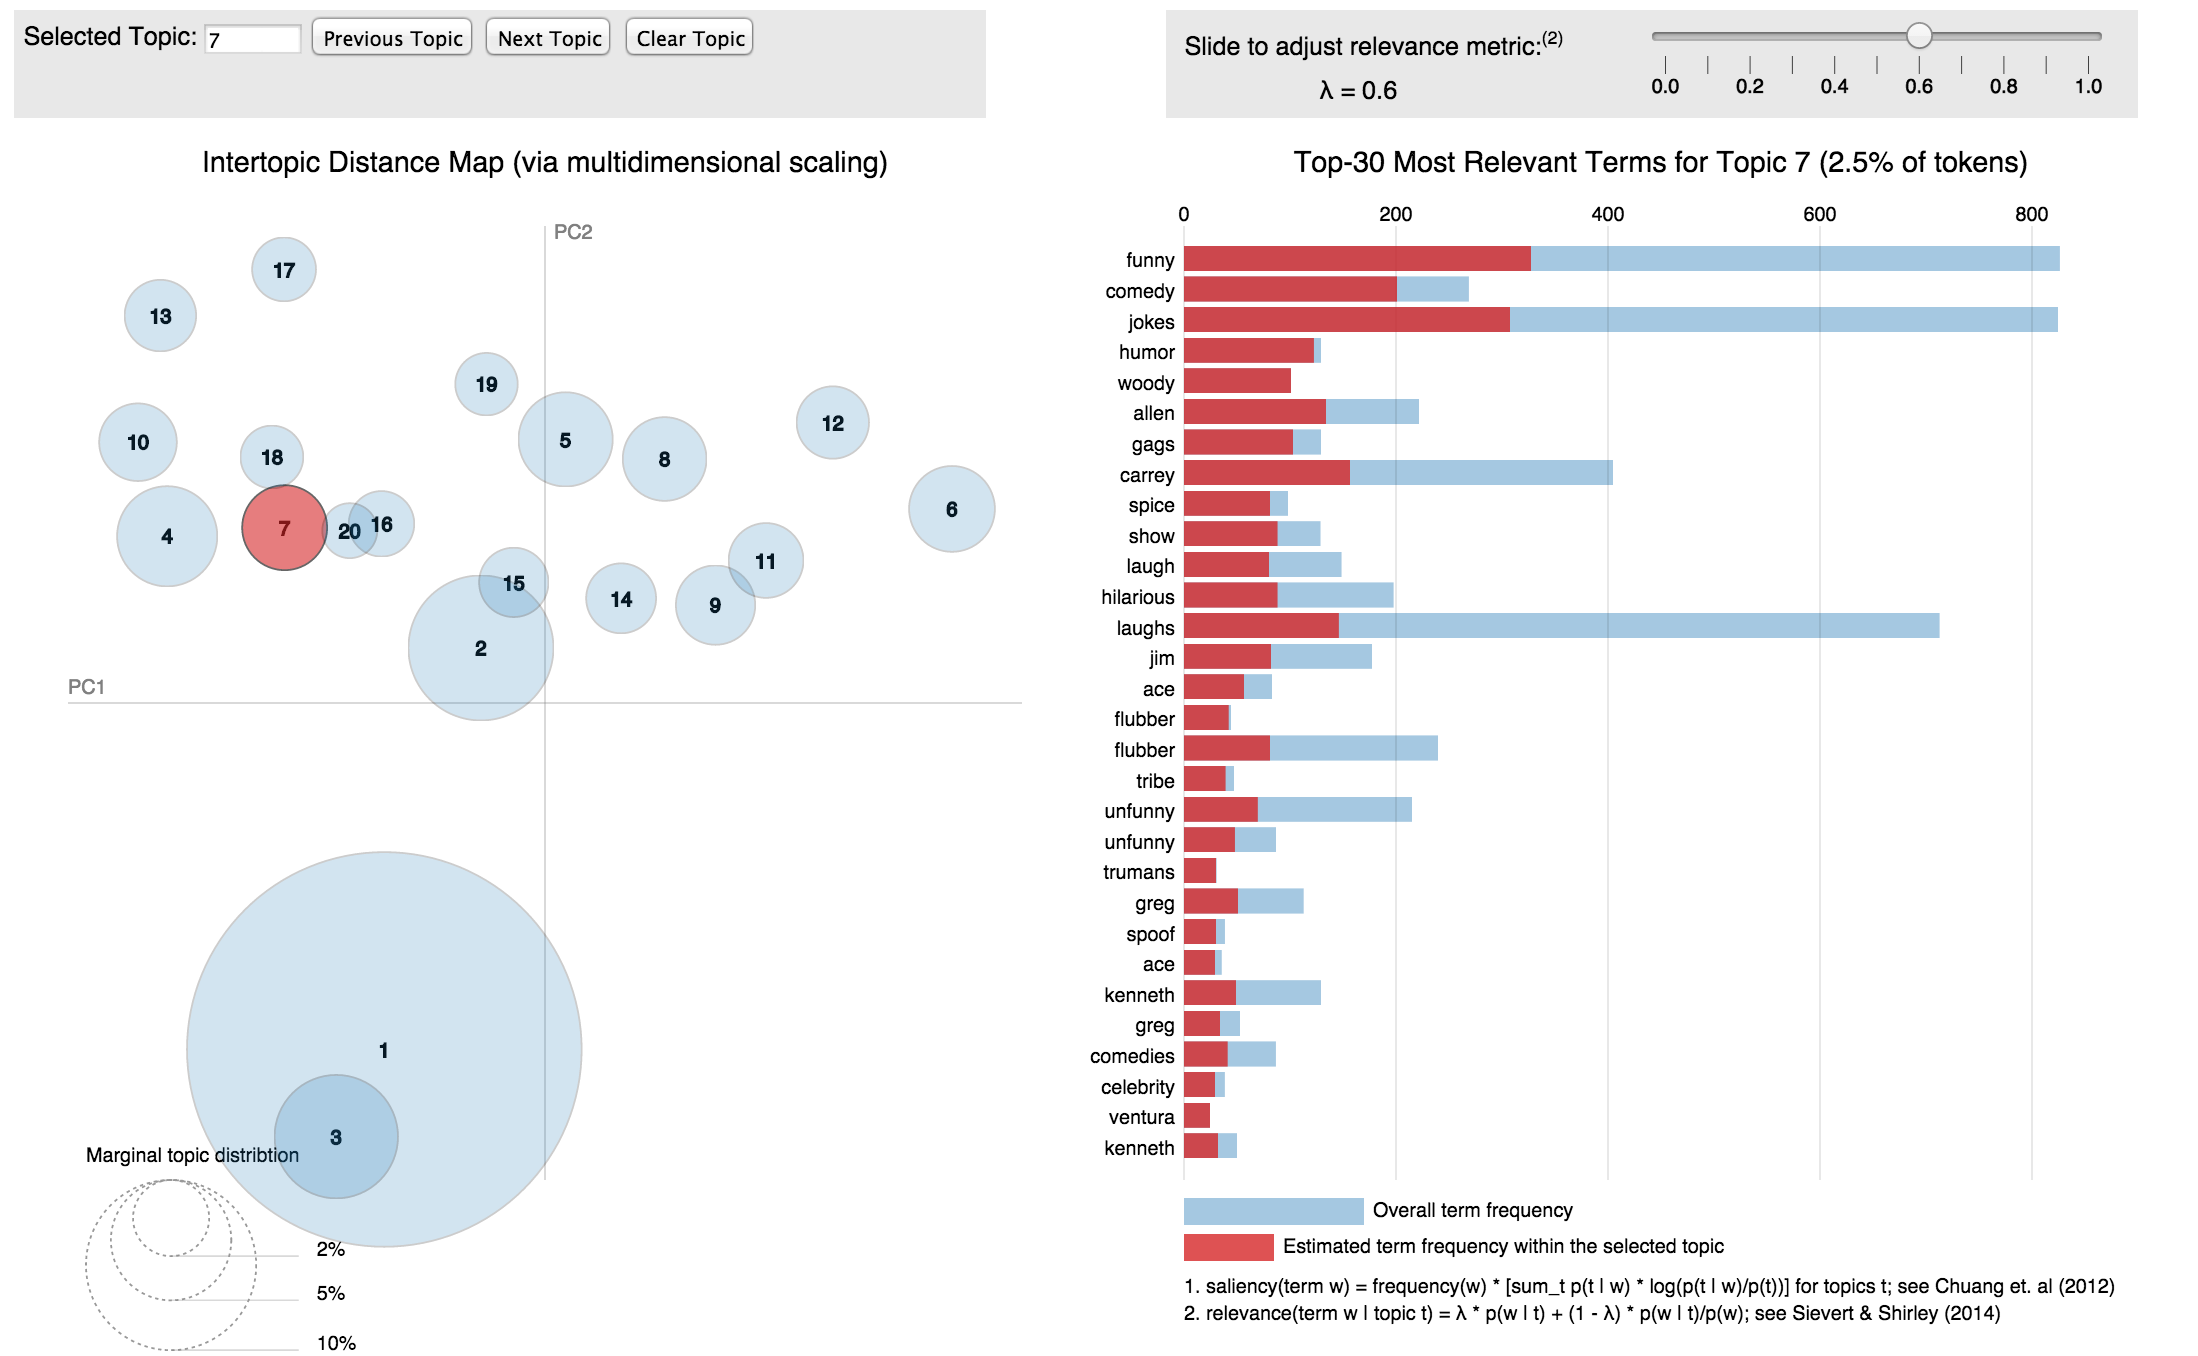 Selected Topic: 7 Previous Topic Next Topic Clear Topic
Slide to adjust relevance metric:(2)
λ = 0.6
0.0 0.2 0.4 0.6 0.8 1.0
Intertopic Distance Map (via multidimensional scaling)
PC2
PC1
17
13
19
12
5
10
18
8
6
4
7
20
16
11
15
14
9
2
1
3
Marginal topic distribtion
2%
5%
10%
Top-30 Most Relevant Terms for Topic 7 (2.5% of tokens)
0 200 400 600 800
funny
comedy
jokes
humor
woody
allen
gags
carrey
spice
show
laugh
hilarious
laughs
jim
ace
flubber
flubber
tribe
unfunny
unfunny
trumans
greg
spoof
ace
kenneth
greg
comedies
celebrity
ventura
kenneth
Overall term frequency
Estimated term frequency within the selected topic
1. saliency(term w) = frequency(w) * [sum_t p(t | w) * log(p(t | w)/p(t))] for topics t; see Chuang et. al (2012)
2. relevance(term w | topic t) = λ * p(w | t) + (1 - λ) * p(w | t)/p(w); see Sievert & Shirley (2014)